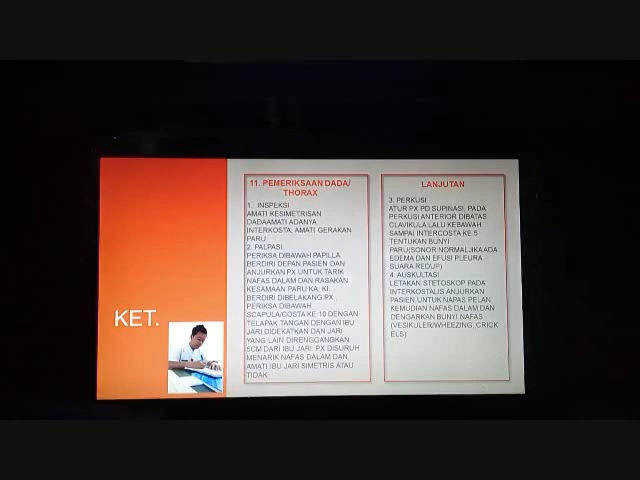 KET.
11. PEMERIKSAAN DADA/
THORAX
1. INSPEKSI
AMATI KESIMETRISAN
DADAAMATI ADANYA
INTERKOSTA, AMATI GERAKAN
PARU
2. PALPASI
PERIKSA DIBAWAH PAPILLA
BERDIRI DEPAN PASIEN DAN
ANJURKAN PX UNTUK TARIK
NAFAS DALAM DAN RASAKAN
KESAMAAN PARU KA. KI.
BERDIRI DIBELAKANG PX .
PERIKSA DIBAWAH
SCAPULA/COSTA KE 10 DENGAN
TELAPAK TANGAN DENGAN IBU
JARI DIDEKATKAN DAN JARI
YANG LAIN DIRENGGANGKAN
5CM DARI IBU JARI. PX DISURUH
MENARIK NAFAS DALAM DAN
AMATI IBU JARI SIMETRIS ATAU
TIDAK
LANJUTAN
3. PERKUSI
ATUR PX PD SUPINASI, PADA
PERKUSI ANTERIOR DIBATAS
CLAVIKULA LALU KEBAWAH
SAMPAI INTERCOSTA KE 5
TENTUKAN BUNYI
PARU(SONOR:NORMAL,JIKAADA
EDEMA DAN EFUSI PLEURA
SUARA REDUP)
4. AUSKULTASI
LETAKAN STETOSKOP PADA
INTERKOSTALIS ANJURKAN
PASIEN UNTUK NAPAS PELAN
KEMUDIAN NAFAS DALAM DAN
DENGARKAN BUNYI NAFAS
(VESIKULER/WHEEZING, CRICK
ELS)